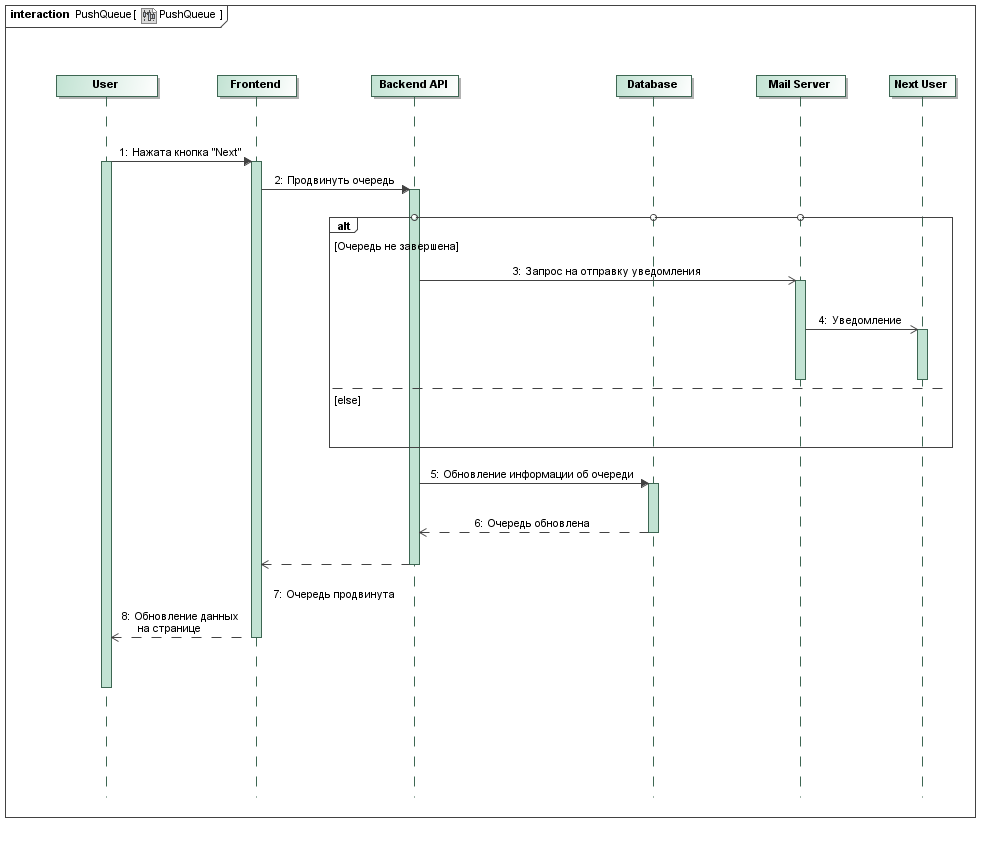 interaction PushQueue[ PushQueue ]
User
Frontend
Backend API
Database
Mail Server
Next User
1: Нажата кнопка "Next"
2: Продвинуть очередь
alt
[Очередь не завершена]
3: Запрос на отправку уведомления
4: Уведомление
[else]
5: Обновление информации об очереди
6: Очередь обновлена
7: Очередь продвинута
8: Обновление данных
на странице